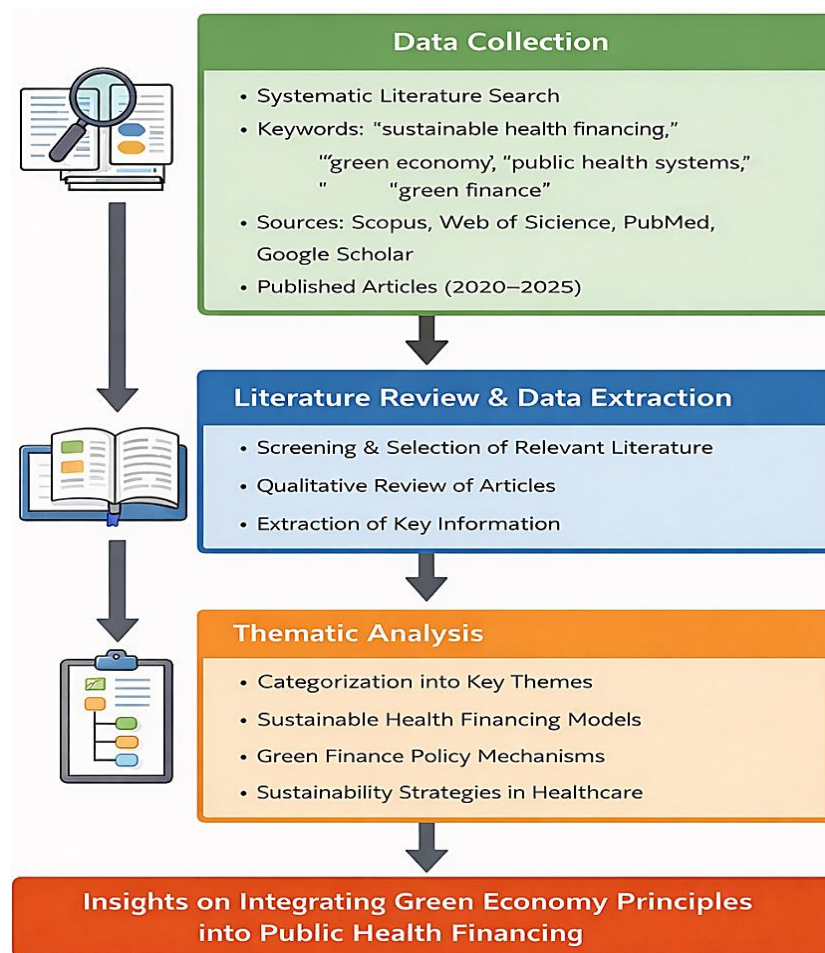 Data Collection
• Systematic Literature Search
• Keywords: “sustainable health financing,”
“‘green economy’, “public health systems,”
" “green finance”
• Sources: Scopus, Web of Sicience, PubMed,
Google Scholar
• Published Articles (2020–2025)
Literature Review & Data Extraction
• Screening & Selection of Relevant Literature
• Qualitative Review of Articles
• Extraction of Key Information
Thematic Analysis
• Categorization into Key Themes
• Sustainable Health Financing Models
• Green Finance Policy Mechanisms
• Sustainability Strategies in Healthcare
Insights on Integrating Green Economy Principles
into Public Health Financing